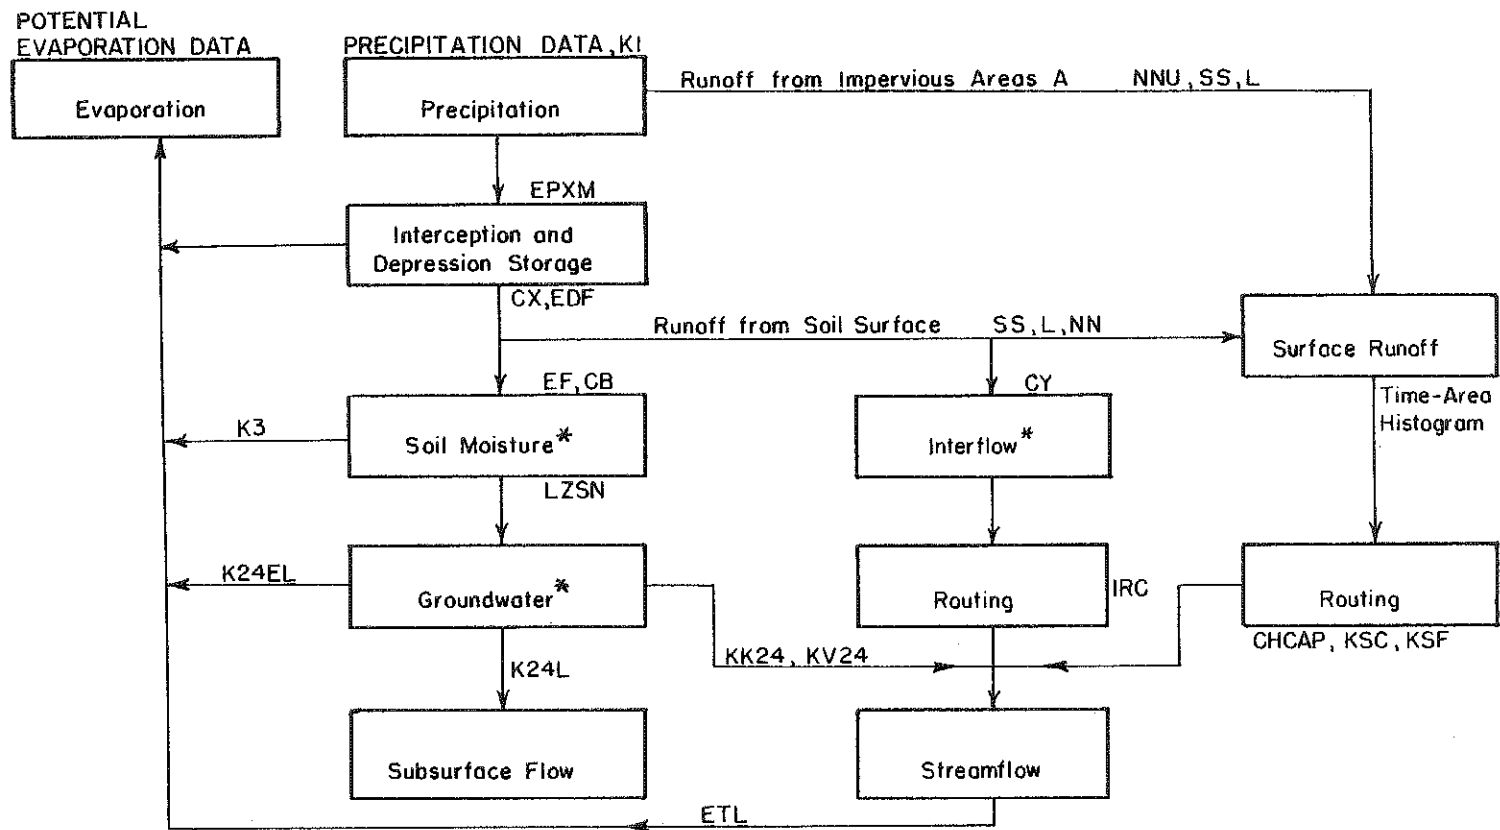 POTENTIAL
EVAPORATION DATA
PRECIPITATION DATA, K1
Evaporation
Precipitation
Runoff from Impervious Areas A NNU, SS, L
EPXM
Interception and
Depression Storage
CX, EDF
Runoff from Soil Surface SS, L, NN
Surface Runoff
EF, CB
CY
Time-Area
Histogram
K3
Soil Moisture*
Interflow*
LZSN
K24EL
Groundwater*
Routing
IRC
Routing
CHCAP, KSC, KSF
KK24, KV24
K24L
Subsurface Flow
Streamflow
ETL